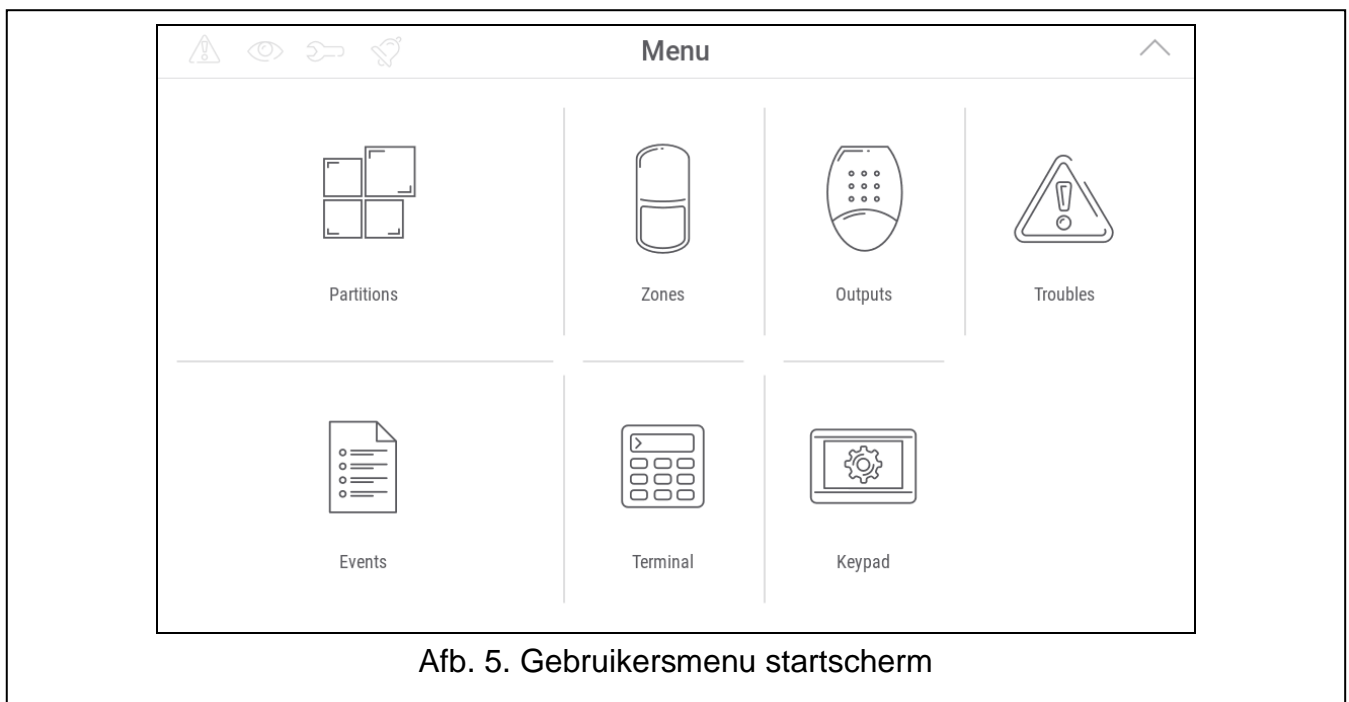 Menu
Partitions
Zones
Outputs
Troubles
Events
Terminal
Keypad
Afb. 5. Gebruikersmenu startscherm